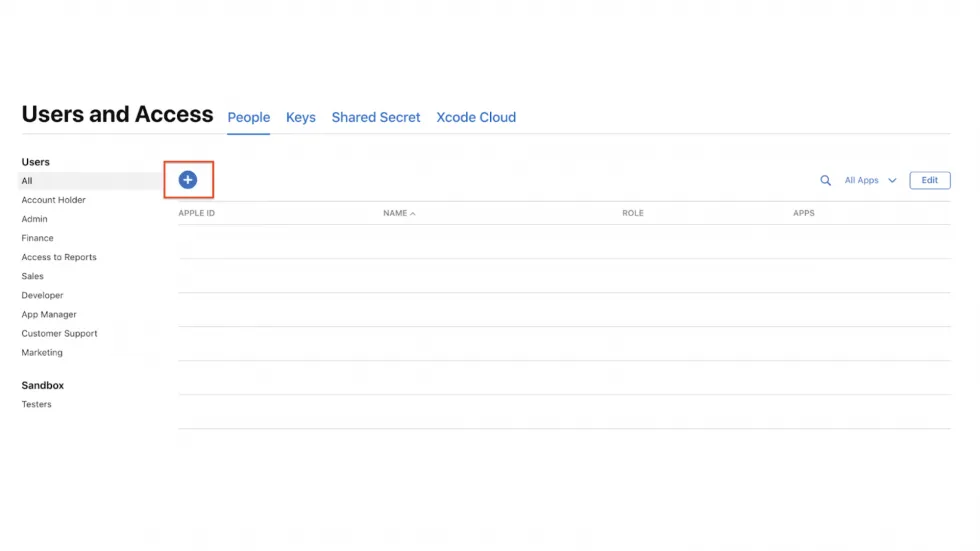 Users and Access People Keys Shared Secret Xcode Cloud
Users
All
All Apps Edit
Account Holder
APPLE ID NAME ROLE APPS
Admin
Finance
Access to Reports
Sales
Developer
App Manager
Customer Support
Marketing
Sandbox
Testers